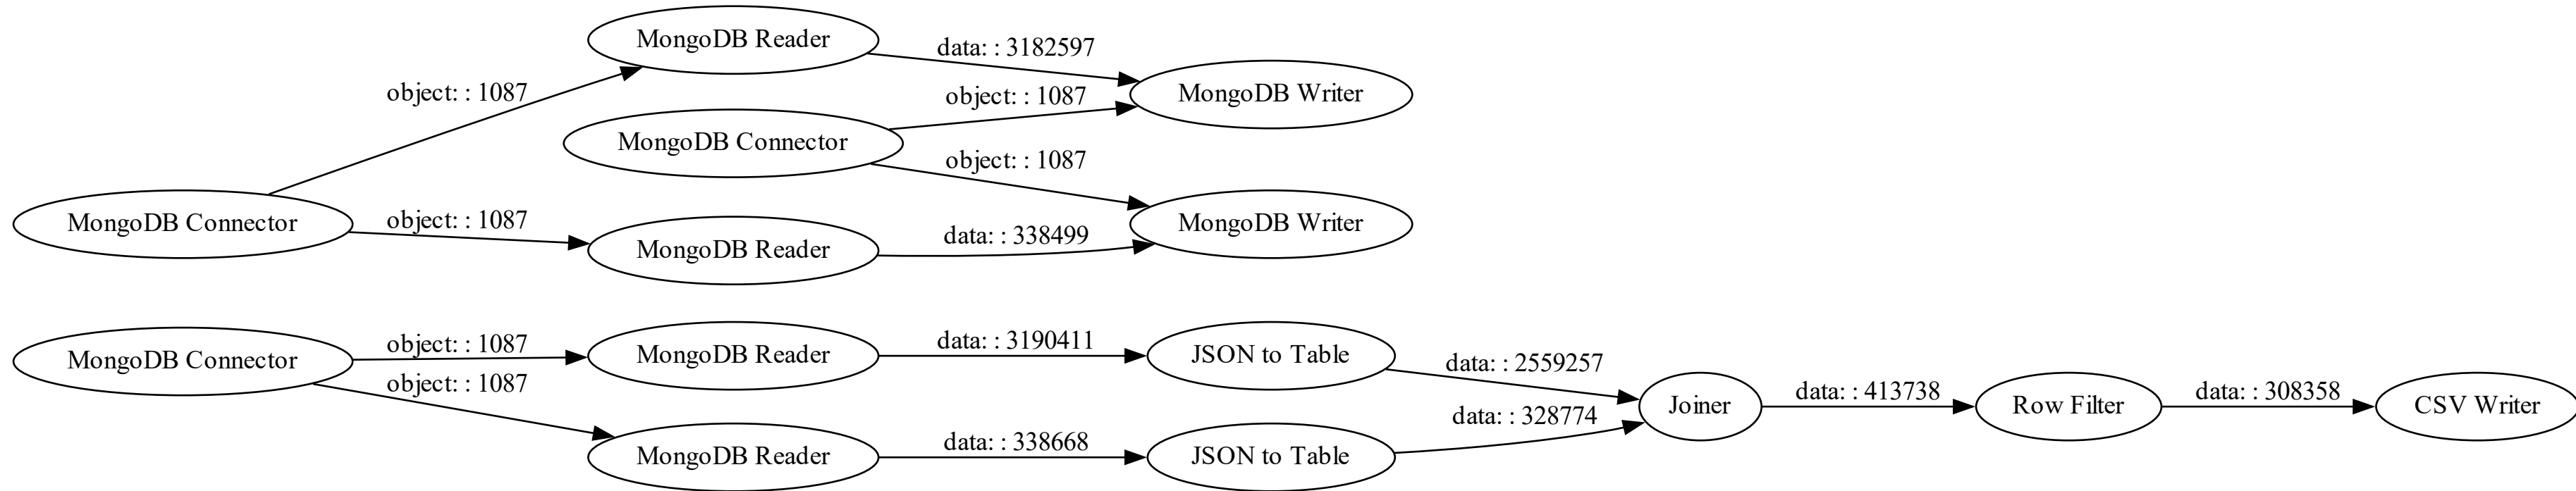 MongoDB Reader
data: : 3182597
object: : 1087
object: : 1087
MongoDB Writer
MongoDB Connector
object: : 1087
MongoDB Connector
object: : 1087
MongoDB Reader
data: : 338499
MongoDB Writer
MongoDB Connector
object: : 1087
MongoDB Reader
data: : 3190411
JSON to Table
data: : 2559257
object: : 1087
MongoDB Reader
data: : 338668
JSON to Table
data: : 328774
Joiner
data: : 413738
Row Filter
data: : 308358
CSV Writer